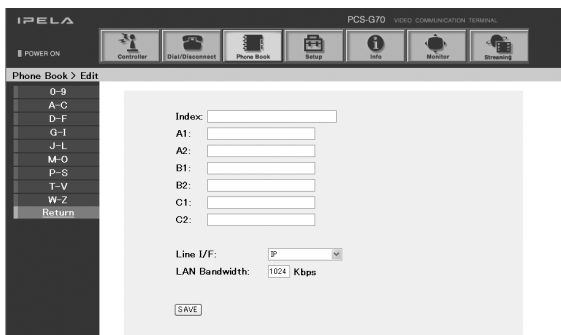 IPELA
PCS-G70 VIDEO COMMUNICATION TERMINAL
POWER ON
Controller Dial/Disconnect Phone Book Setup Info Monitor Streaming
Phone Book > Edit
0-9
A-C
D-F
G-I
J-L
M-O
P-S
T-V
W-Z
Return
Index:
A1:
A2:
B1:
B2:
C1:
C2:
Line I/F: IP
LAN Bandwidth: 1024 Kbps
SAVE